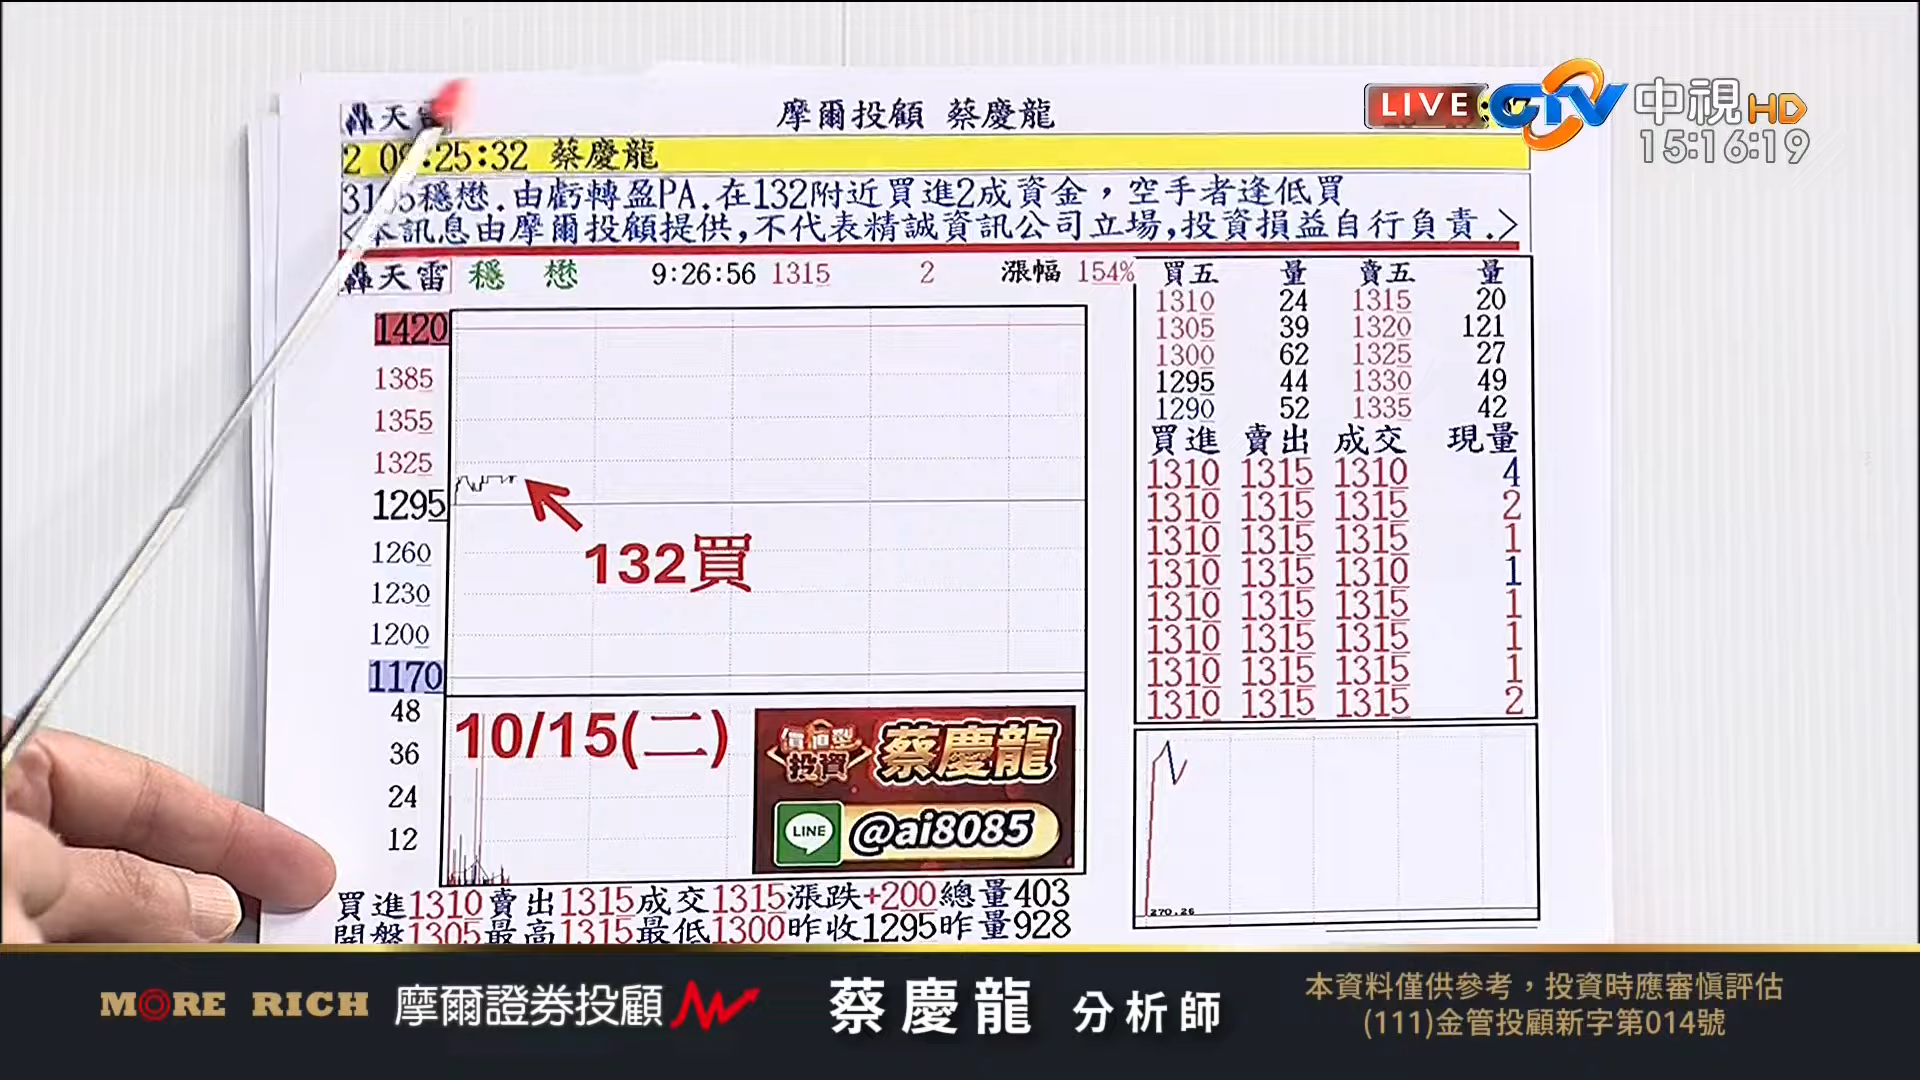 LIVE
CTV 中視HD
15:16:19
轟天雷 摩爾投顧 蔡慶龍
:25:32 蔡慶龍
穩懋.由虧轉盈PA.在132附近買進2成資金，空手者逢低買
<本訊息由摩爾投顧提供,不代表精誠資訊公司立場,投資損益自行負責.>
轟天雷 穩 懋 9:26:56 1315 2 漲幅 154%
1420
1385
1355
1325
1295
1260
1230
1200
1170
48
36
24
12
132買
10/15(二)
價值型投資 蔡慶龍
LINE @ai8085
買五 量 賣五 量
1310 24 1315 20
1305 39 1320 121
1300 62 1325 27
1295 44 1330 49
1290 52 1335 42
買進 賣出 成交 現量
1310 1315 1310 4
1310 1315 1315 2
1310 1315 1315 1
1310 1315 1310 1
1310 1315 1315 1
1310 1315 1315 1
1310 1315 1315 1
1310 1315 1315 2
270.26
買進1310賣出1315成交1315漲跌+200總量403
開盤1305最高1315最低1300昨收1295昨量928
MORE RICH 摩爾證券投顧 蔡慶龍 分析師
本資料僅供參考，投資時應審慎評估
(111)金管投顧新字第014號